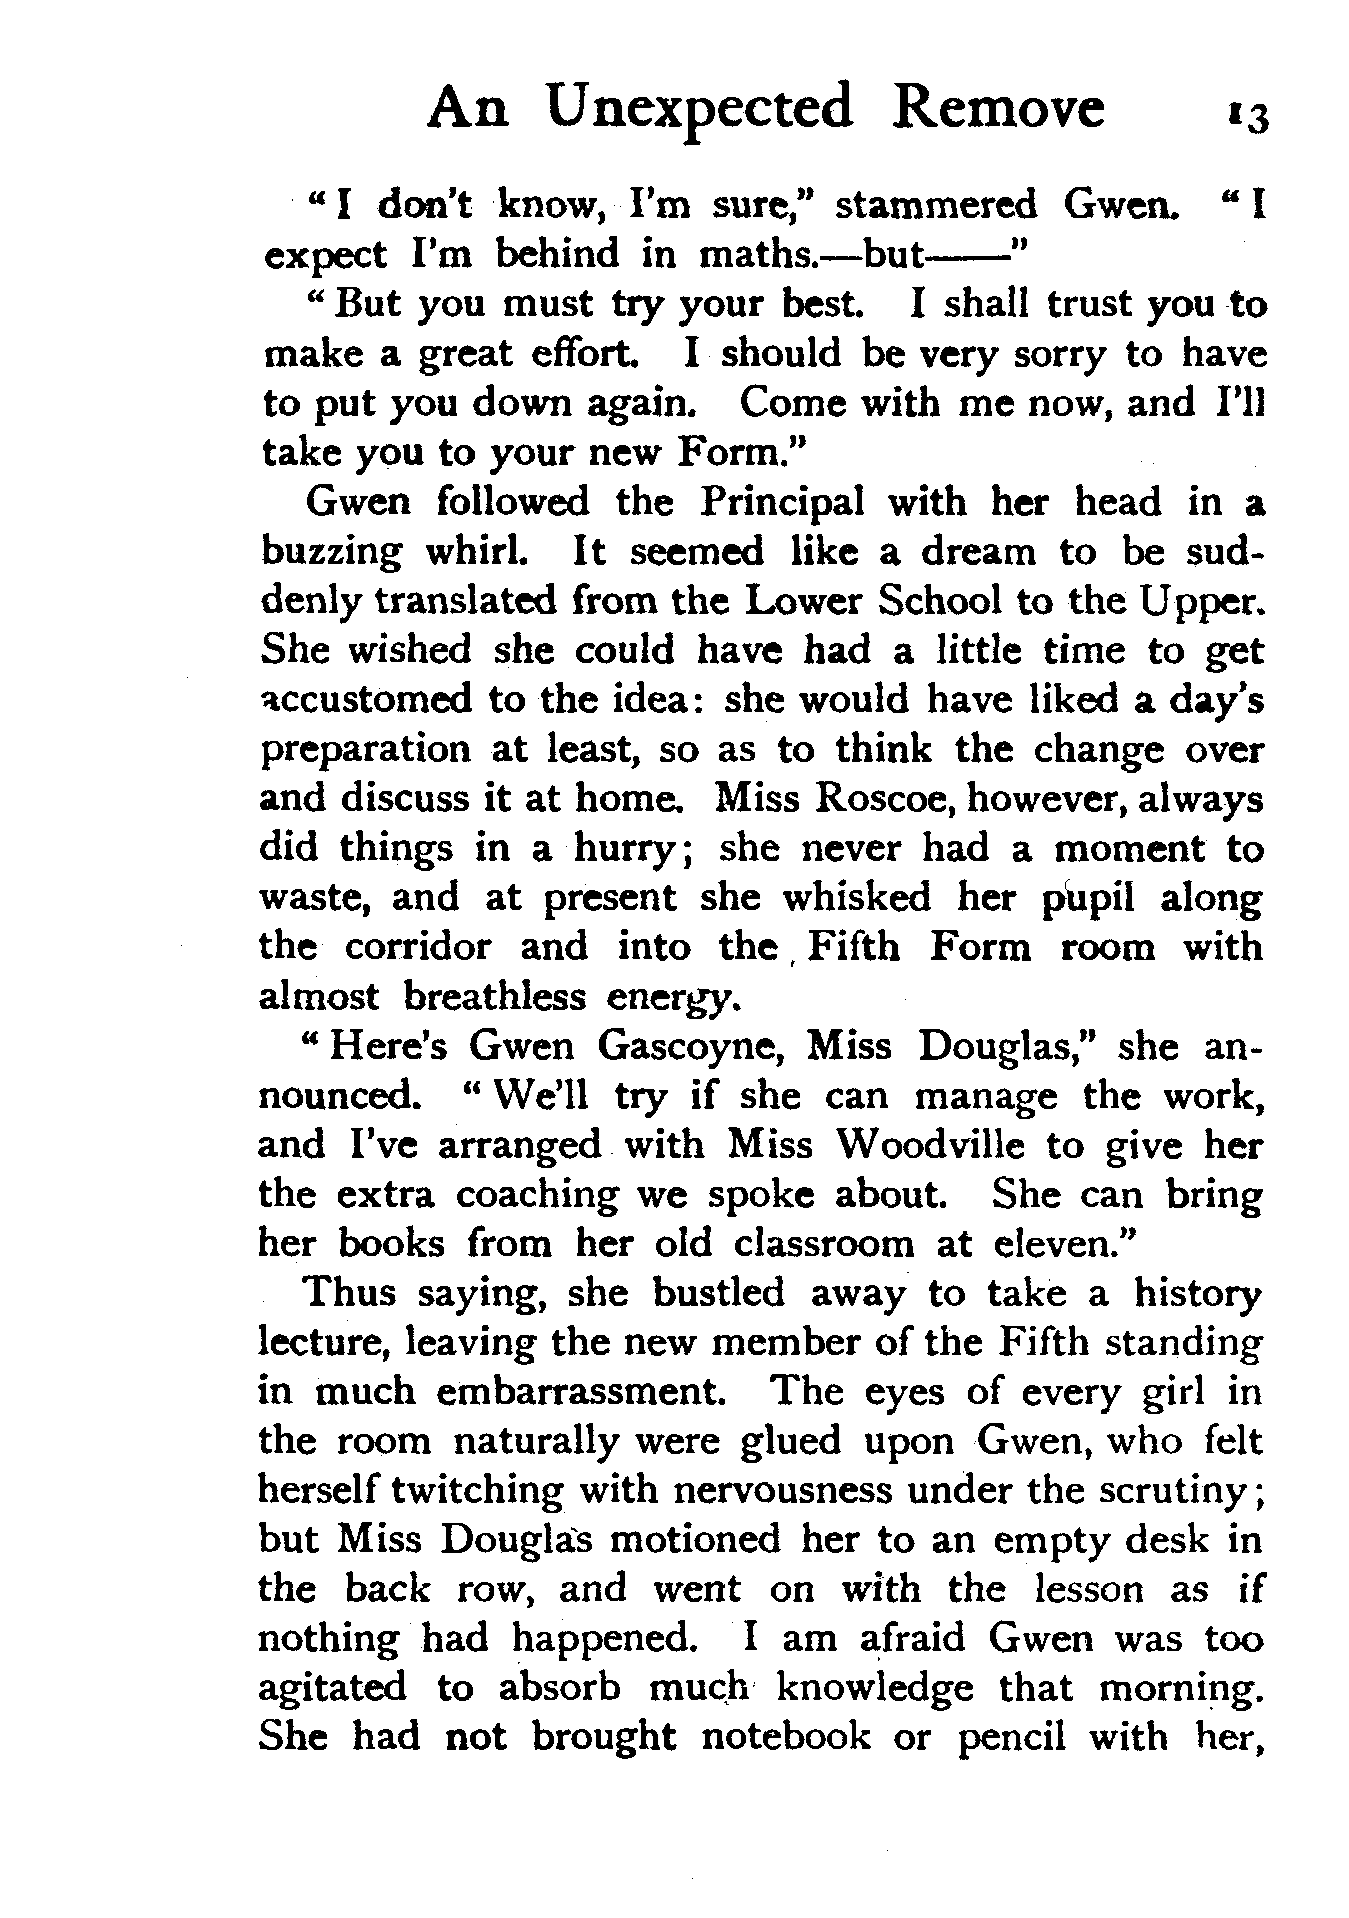 An Unexpected Remove 13
“I don't know, I'm sure,” stammered Gwen. “I
expect I'm behind in maths.—but——”
“But you must try your best. I shall trust you to
make a great effort. I should be very sorry to have
to put you down again. Come with me now, and I'll
take you to your new Form.”
Gwen followed the Principal with her head in a
buzzing whirl. It seemed like a dream to be sud-
denly translated from the Lower School to the Upper.
She wished she could have had a little time to get
accustomed to the idea: she would have liked a day's
preparation at least, so as to think the change over
and discuss it at home. Miss Roscoe, however, always
did things in a hurry; she never had a moment to
waste, and at present she whisked her pupil along
the corridor and into the Fifth Form room with
almost breathless energy.
“Here's Gwen Gascoyne, Miss Douglas,” she an-
nounced. “We'll try if she can manage the work,
and I've arranged with Miss Woodville to give her
the extra coaching we spoke about. She can bring
her books from her old classroom at eleven.”
Thus saying, she bustled away to take a history
lecture, leaving the new member of the Fifth standing
in much embarrassment. The eyes of every girl in
the room naturally were glued upon Gwen, who felt
herself twitching with nervousness under the scrutiny;
but Miss Douglas motioned her to an empty desk in
the back row, and went on with the lesson as if
nothing had happened. I am afraid Gwen was too
agitated to absorb much knowledge that morning.
She had not brought notebook or pencil with her,